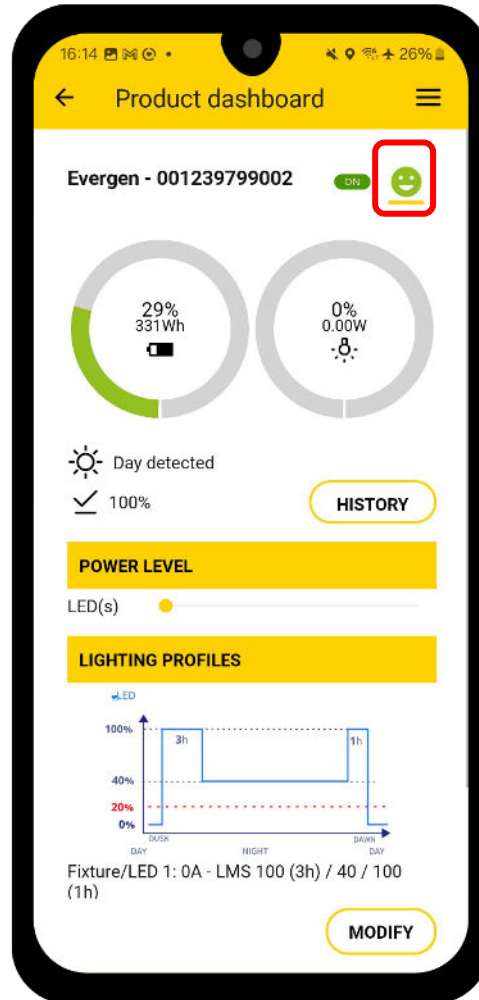 16:14 26%
Product dashboard
Evergen - 001239799002 ON
29%
331Wh
0%
0.00W
Day detected
100%
HISTORY
POWER LEVEL
LED(s)
LIGHTING PROFILES
LED
100%
3h
1h
40%
20%
0%
DUSK
DAWN
DAY
NIGHT
DAY
Fixture/LED 1: 0A - LMS 100 (3h) / 40 / 100
(1h)
MODIFY